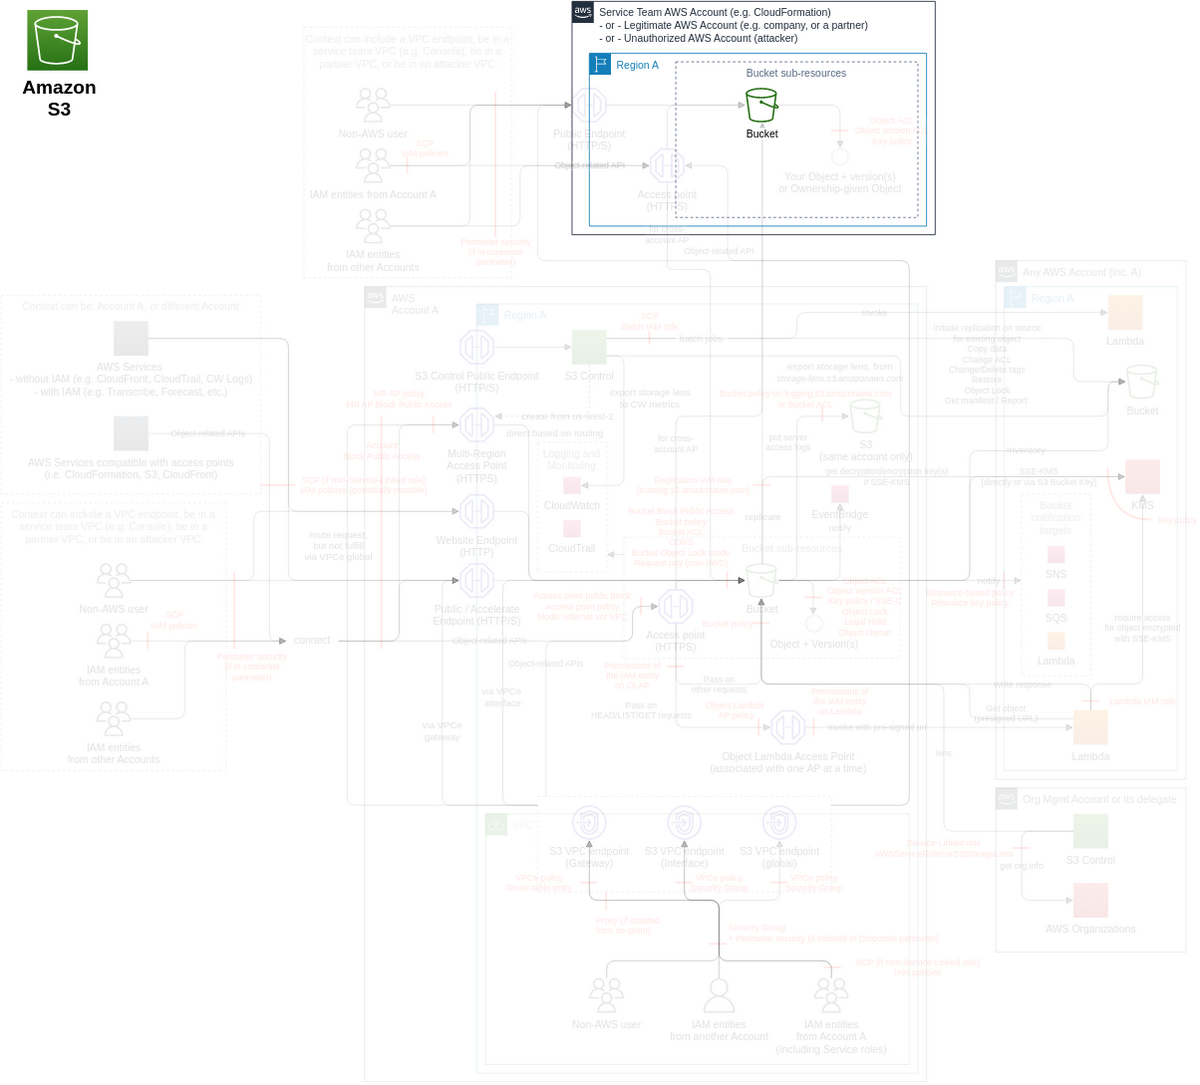 aws
Service Team AWS Account (e.g. CloudFormation)
- or - Legitimate AWS Account (e.g. company, or a partner)
- or - Unauthorized AWS Account (attacker)
Amazon
S3
Region A
Bucket sub-resources
Bucket
Object ACL
Object version A
Key policy
Your Object + version(s)
or Ownership-given Object
Public Endpoint
(HTTP/S)
Access point
(HTTPS)
Object-related API
for cross-
account AP
Object-related API
Context can include a VPC endpoint, be in a
service team VPC (e.g. Console), be in a
partner VPC, or be in an attacker VPC
Non-AWS user
SCP
IAM policies
IAM entities from Account A
IAM entities
from other Accounts
Perimeter security
(if in corporate
perimeter)
Context can be: Account A, or different Account
AWS Services
- without IAM (e.g. CloudFront, CloudTrail, CW Logs)
- with IAM (e.g. Transcribe, Forecast, etc.)
Object-related APIs
AWS Services compatible with access points
(i.e. CloudFormation, S3, CloudFront)
SCP (if non-Service-Linked role)
IAM policies (potentially mutable)
Context can include a VPC endpoint, be in a
service team VPC (e.g. Console), be in a
partner VPC, or be in an attacker VPC
Non-AWS user
SCP
IAM policies
IAM entities
from Account A
IAM entities
from other Accounts
Perimeter security
(if in corporate
perimeter)
connect
aws
AWS
Account A
Region A
S3 Control Public Endpoint
(HTTP/S)
S3 Control
SCP
Batch IAM role
batch jobs
invoke
MR AP policy
MR AP Block Public Access
Account
Block Public Access
create from us-west-2
direct based on routing
Multi-Region
Access Point
(HTTPS)
export storage lens
to CW metrics
Logging and
Monitoring
CloudWatch
CloudTrail
Website Endpoint
(HTTP)
route request,
but not fulfill
via VPCe global
Public / Accelerate
Endpoint (HTTP/S)
export storage lens, from
storage-lens.s3.amazonaws.com
Bucket policy on logging.s3.amazonaws.com
or bucket ACL
for cross-
account AP
put server
access logs
S3
(same account only)
get decryption/encryption key(s)
if SSE-KMS
Replication IAM role
replicate
EventBridge
notify
Bucket Block Public Access
Bucket policy
Bucket ACL
CORS
Bucket Object Lock mode
Request pay (non-AWS)
Bucket sub-resources
Bucket
Object ACL
Object Version ACL
Key policy / SSE-C
Object Lock
Legal Hold
Object Owner
Object + Version(s)
Bucket policy
Access point public block
Access point policy
Mode: Internet or VPC
Access point
(HTTPS)
Object-related APIs
Object-related APIs
Permissions of
the IAM entity
on OLAP
Pass on
other requests
Pass on
HEAD/LIST/GET requests
Object Lambda
AP policy
Permissions of
the IAM entity
on Lambda
invoke with pre-signed url
Object Lambda Access Point
(associated with one AP at a time)
via VPCe
interface
via VPCe
gateway
VPC
S3 VPC endpoint
(Gateway)
S3 VPC endpoint
(Interface)
S3 VPC endpoint
(global)
VPCe policy
Route table entry
VPCe policy
Security Group
VPCe policy
Security Group
Proxy (if initiated
from on-prem)
Security Group
+ Perimeter security (if initiated in Corporate perimeter)
SCP (if non-Service-Linked role)
IAM policies
Non-AWS user
IAM entities
from another Account
IAM entities
from Account A
(including Service roles)
aws
Any AWS Account (inc. A)
Region A
Lambda
Initiate replication on source
for existing object
Copy data
Change ACL
Change/Delete tags
Restore
Object Lock
Get manifest / Report
Bucket
inventory
SSE-KMS
(directly or via S3 Bucket Key)
KMS
Key policy
Bucket
notification
targets
SNS
SQS
Lambda
notify
Resource-based policy
Resource key policy
require access
for object encrypted
with SSE-KMS
Write response
Get object
(presigned URL)
Lambda IAM role
Lambda
lens
aws
Org Mgmt Account or its delegate
S3 Control
Service-Linked role
AWSServiceRoleForS3StorageLens
get org info
AWS Organizations